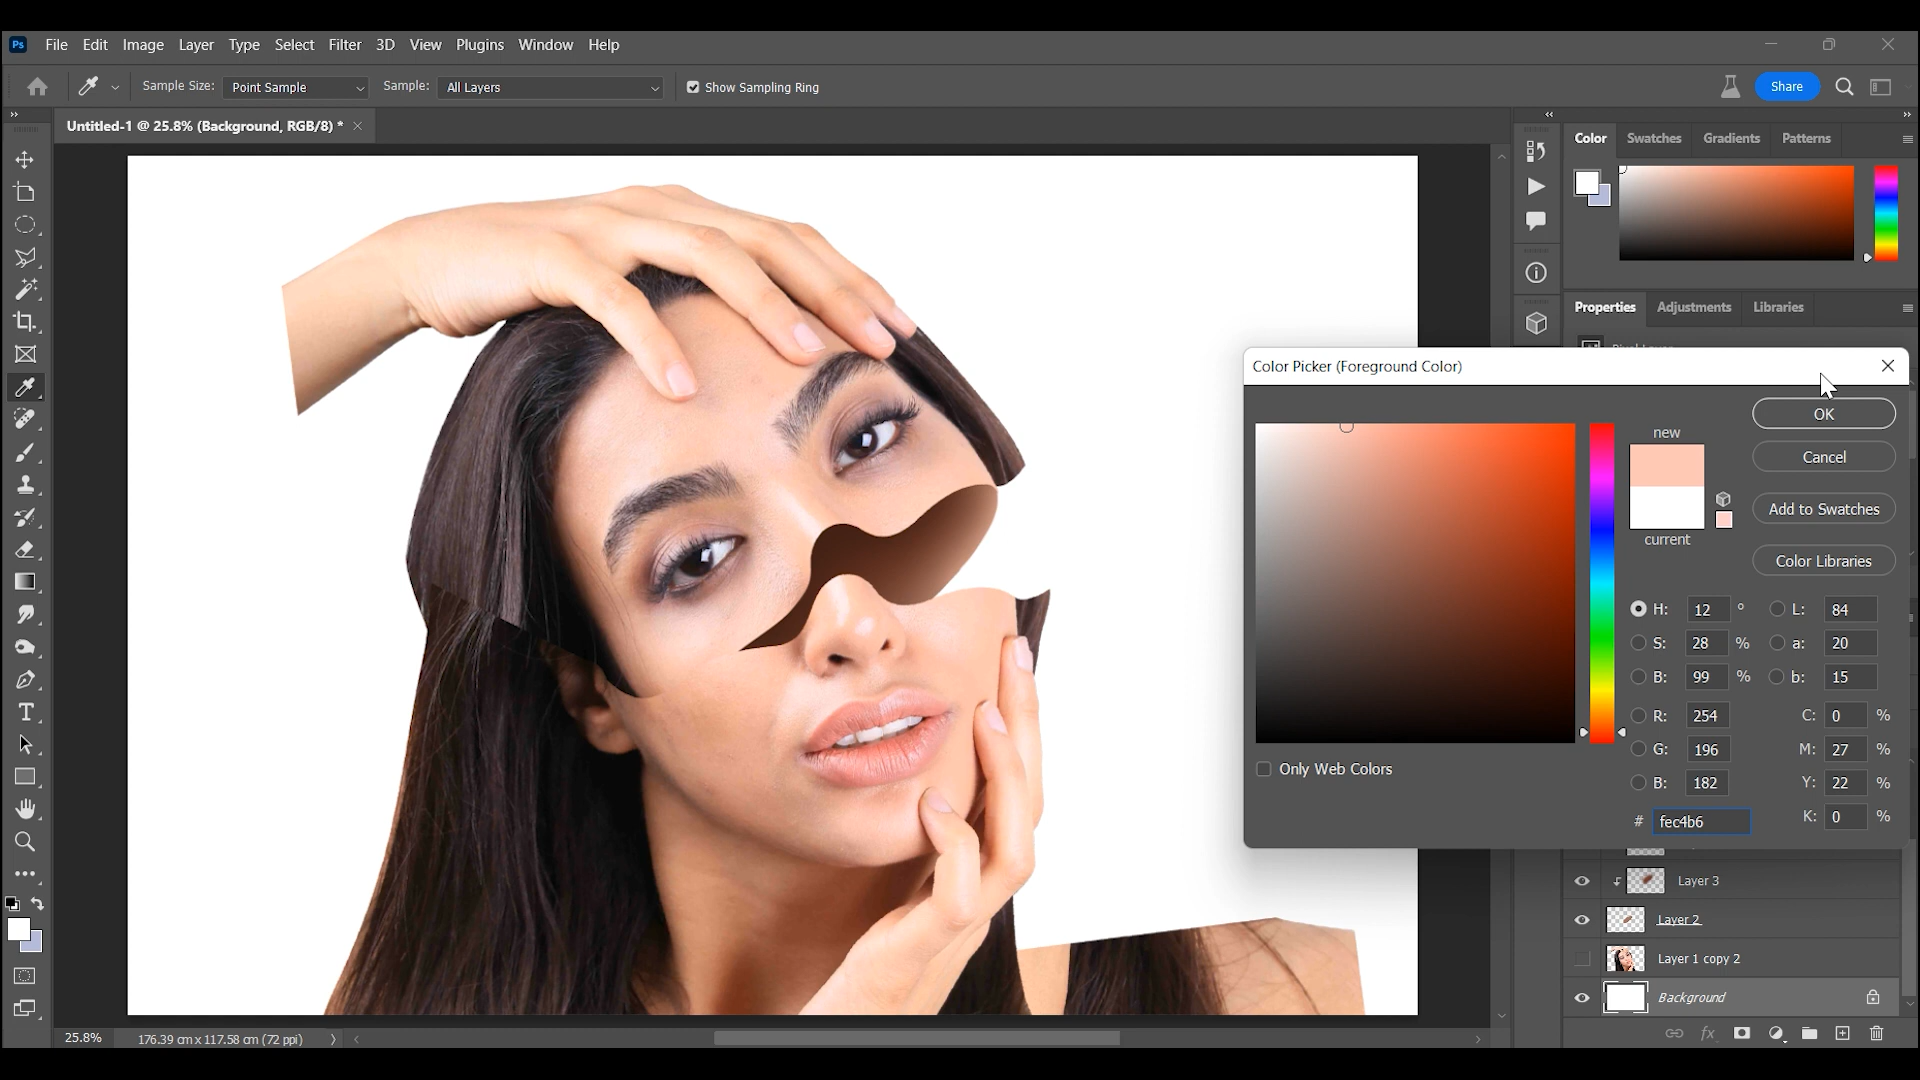 Ps File Edit Image Layer Type Select Filter 3D View Plugins Window Help
Sample Size: Point Sample Sample: All Layers Show Sampling Ring Share
Untitled-1 @ 25.8% (Background, RGB/8) * ×
Color Swatches Gradients Patterns
Properties Adjustments Libraries
Color Picker (Foreground Color)
OK
new
Cancel
Add to Swatches
current
Color Libraries
H: 12 ° L: 84
S: 28 % a: 20
B: 99 % b: 15
R: 254 C: 0 %
G: 196 M: 27 %
B: 182 Y: 22 %
# fec4b6 K: 0 %
Only Web Colors
Layer 3
Layer 2
Layer 1 copy 2
Background
25.8% 176.39 cm x 117.58 cm (72 ppi)
fx